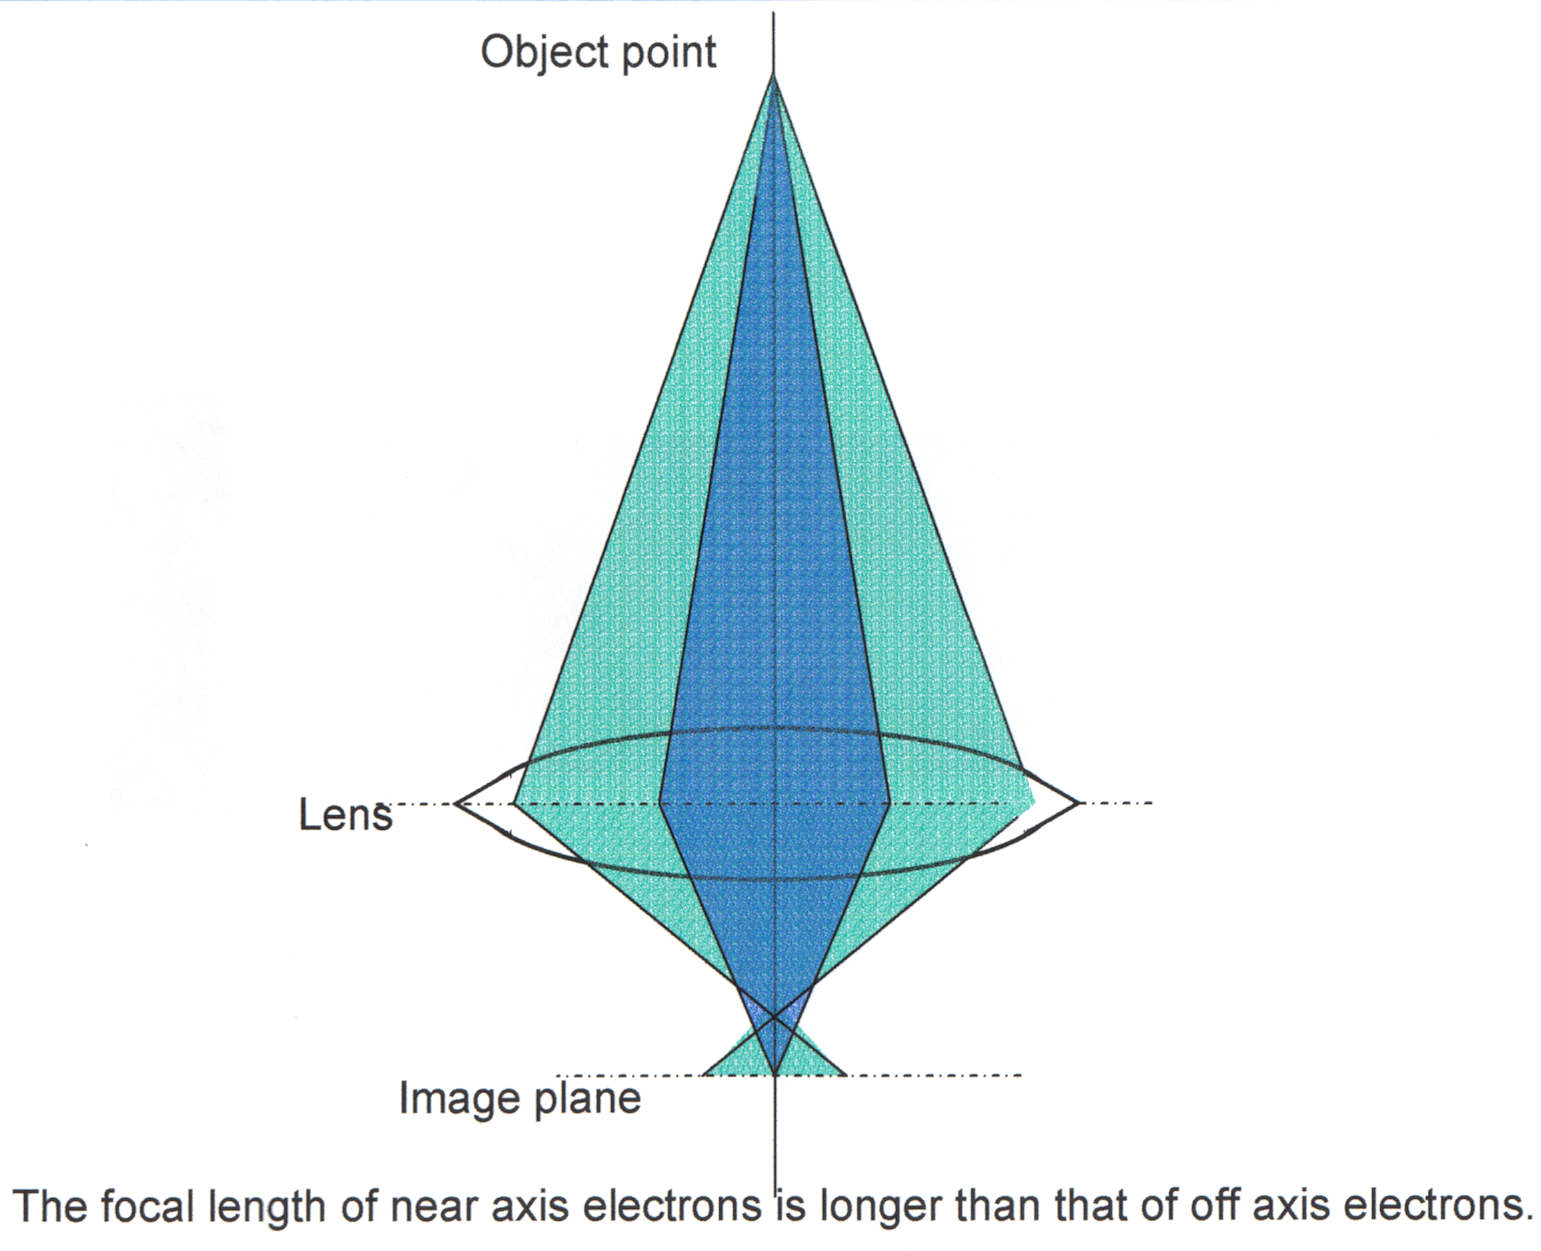 Object point
Lens
Image plane
The focal length of near axis electrons is longer than that of off axis electrons.